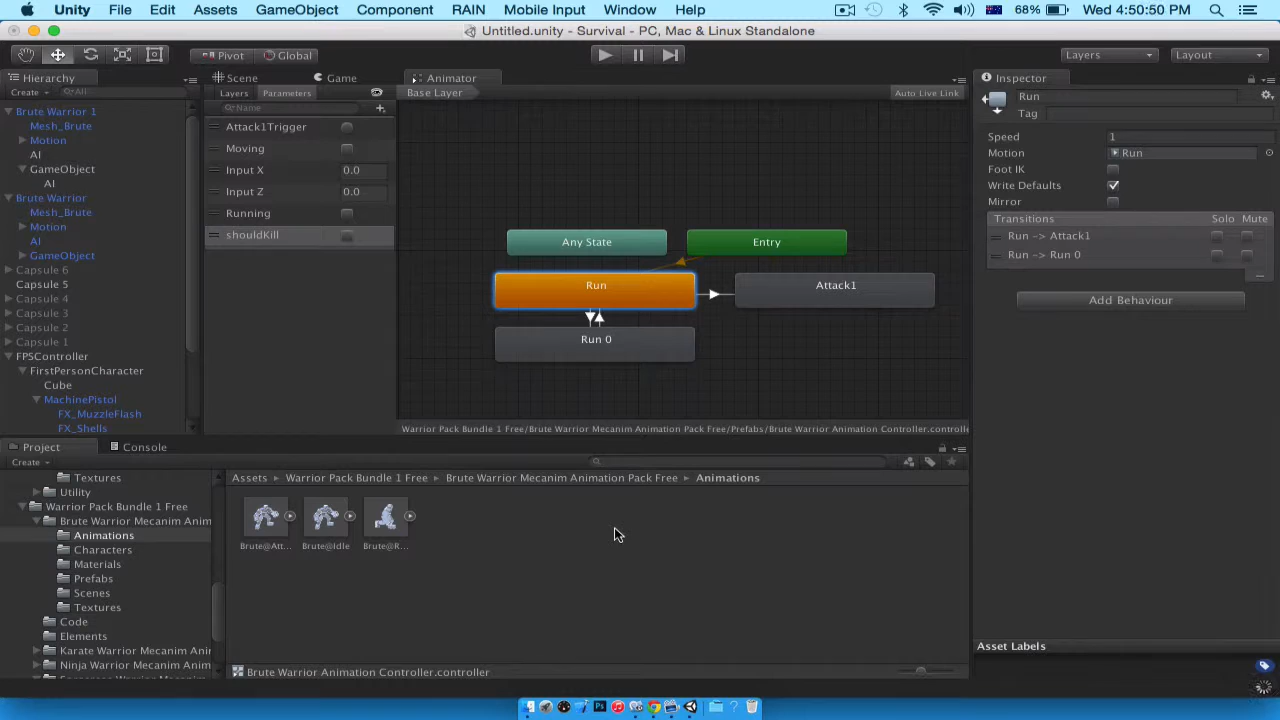 Unity File Edit Assets GameObject Component RAIN Mobile Input Window Help 68% Wed 4:50:50 PM
Untitled.unity - Survival - PC, Mac & Linux Standalone
Pivot Global Layers Layout
Hierarchy
Create All
Brute Warrior 1
Mesh_Brute
Motion
AI
GameObject
AI
Brute Warrior
Mesh_Brute
Motion
AI
GameObject
Capsule 6
Capsule 5
Capsule 4
Capsule 3
Capsule 2
Capsule 1
FPSController
FirstPersonCharacter
Cube
MachinePistol
FX_MuzzleFlash
FX_Shells
Scene Game Animator
Layers Parameters
Base Layer Auto Live Link
Name
Attack1Trigger
Moving
Input X 0.0
Input Z 0.0
Running
shouldKill
Any State Entry
Run Attack1
Run 0
Warrior Pack Bundle 1 Free/Brute Warrior Mecanim Animation Pack Free/Prefabs/Brute Warrior Animation Controller.controlle
Inspector
Run
Tag
Speed 1
Motion Run
Foot IK
Write Defaults
Mirror
Transitions Solo Mute
Run -> Attack1
Run -> Run 0
Add Behaviour
Asset Labels
Project Console
Create
Textures
Utility
Warrior Pack Bundle 1 Free
Brute Warrior Mecanim Anim
Animations
Characters
Materials
Prefabs
Scenes
Textures
Code
Elements
Karate Warrior Mecanim Anir
Ninja Warrior Mecanim Anim
Assets Warrior Pack Bundle 1 Free Brute Warrior Mecanim Animation Pack Free Animations
Brute@Att... Brute@Idle Brute@R...
Brute Warrior Animation Controller.controller